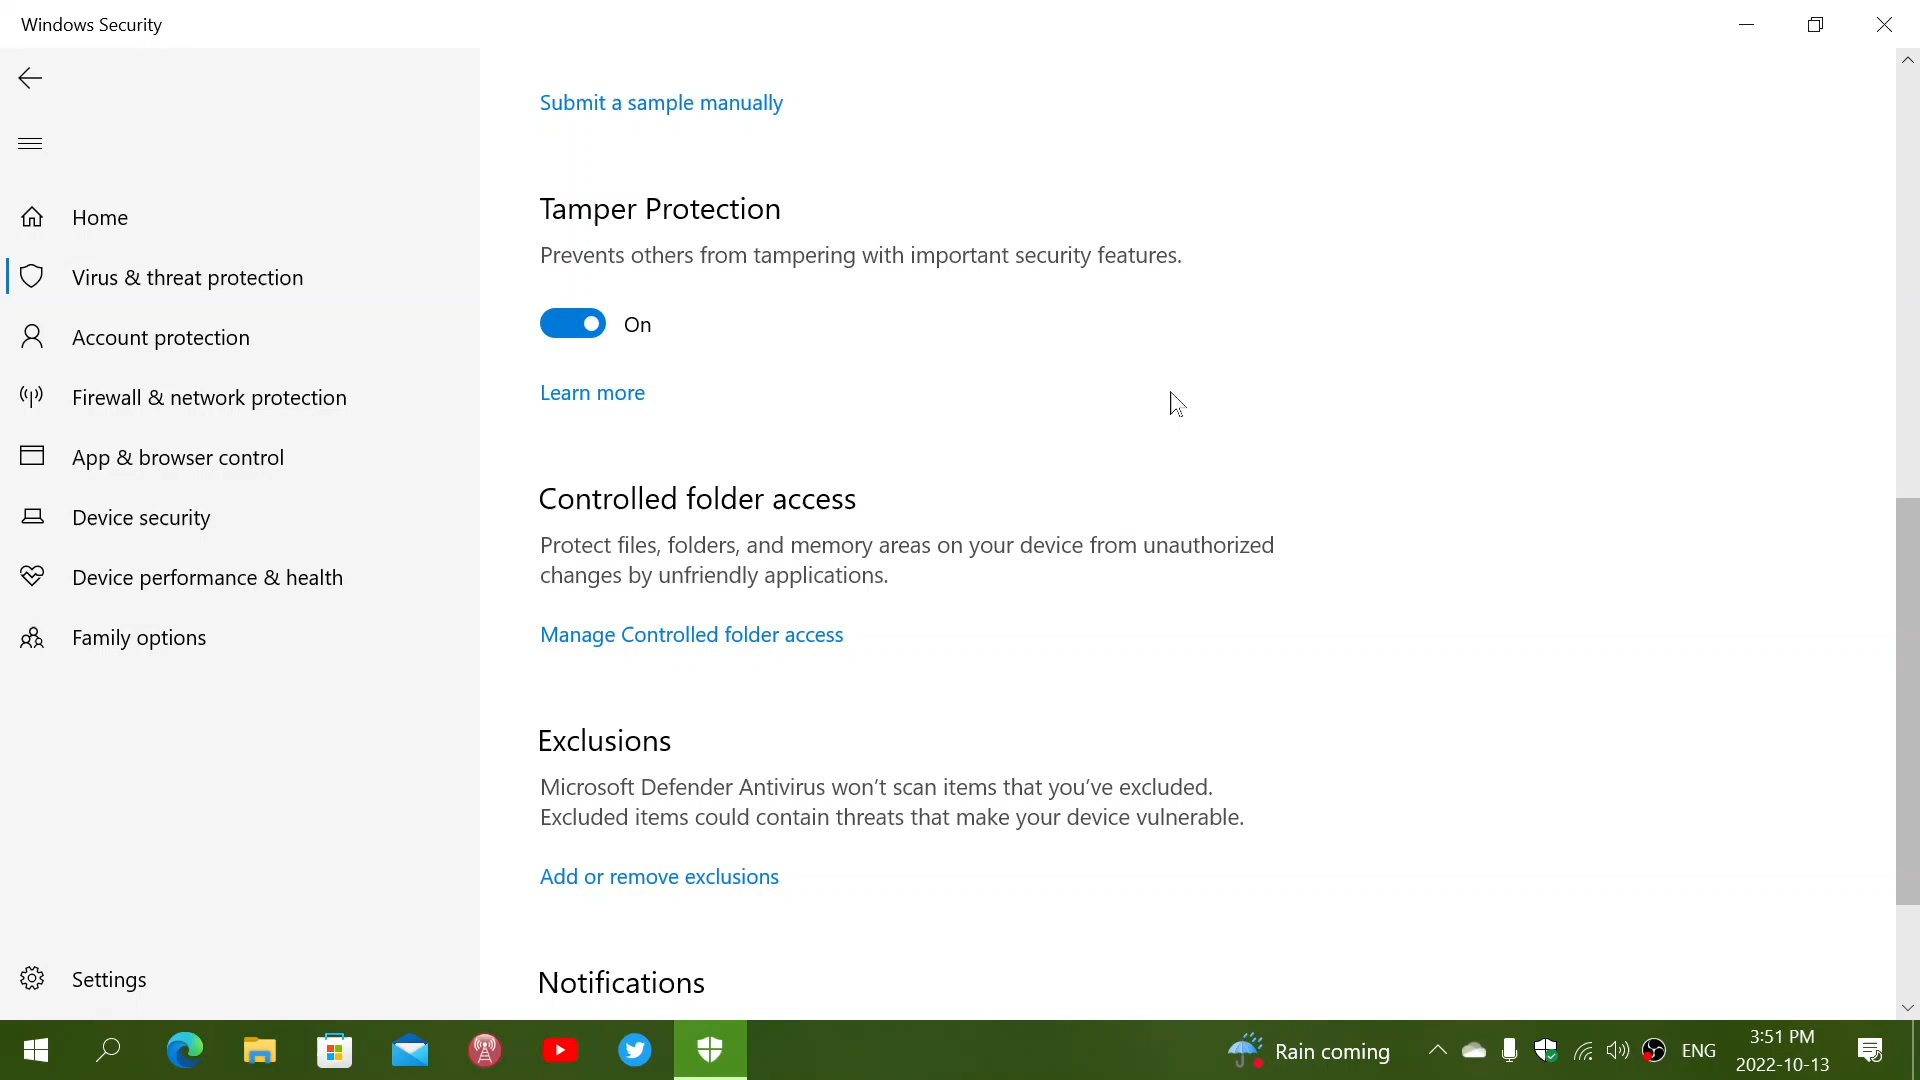 Windows Security
Submit a sample manually
Tamper Protection
Prevents others from tampering with important security features.
On
Learn more
Controlled folder access
Protect files, folders, and memory areas on your device from unauthorized
changes by unfriendly applications.
Manage Controlled folder access
Exclusions
Microsoft Defender Antivirus won’t scan items that you’ve excluded.
Excluded items could contain threats that make your device vulnerable.
Add or remove exclusions
Notifications
Home
Virus & threat protection
Account protection
Firewall & network protection
App & browser control
Device security
Device performance & health
Family options
Settings
Rain coming
ENG
3:51 PM
2022-10-13